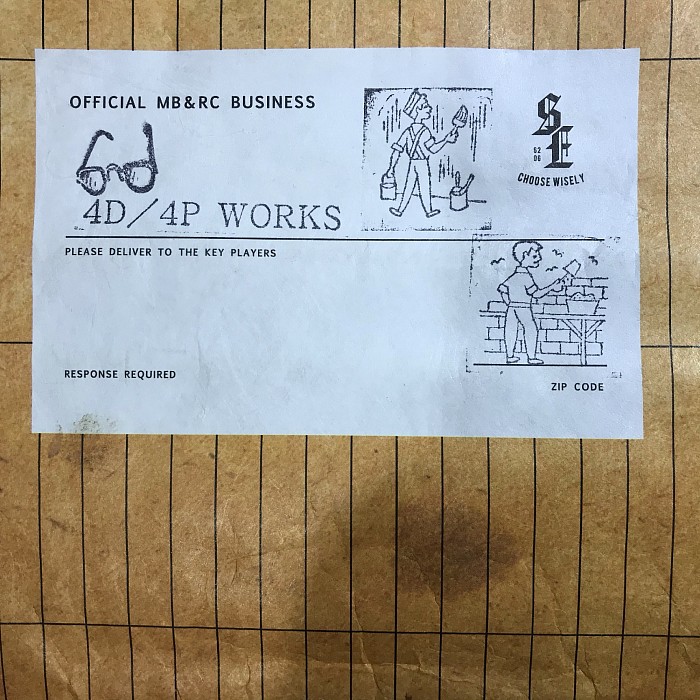 OFFICIAL MB&RC BUSINESS
SE
52
06
CHOOSE WISELY
4D/4P WORKS
PLEASE DELIVER TO THE KEY PLAYERS
RESPONSE REQUIRED
ZIP CODE